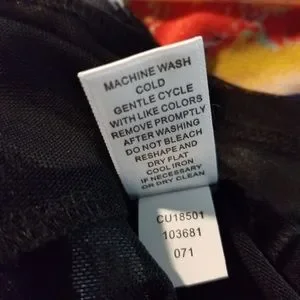 MACHINE WASH
COLD
GENTLE CYCLE
WITH LIKE COLORS
REMOVE PROMPTLY
AFTER WASHING
DO NOT BLEACH
RESHAPE AND
DRY FLAT
COOL IRON
IF NECESSARY
OR DRY CLEAN
CU18501
103681
071